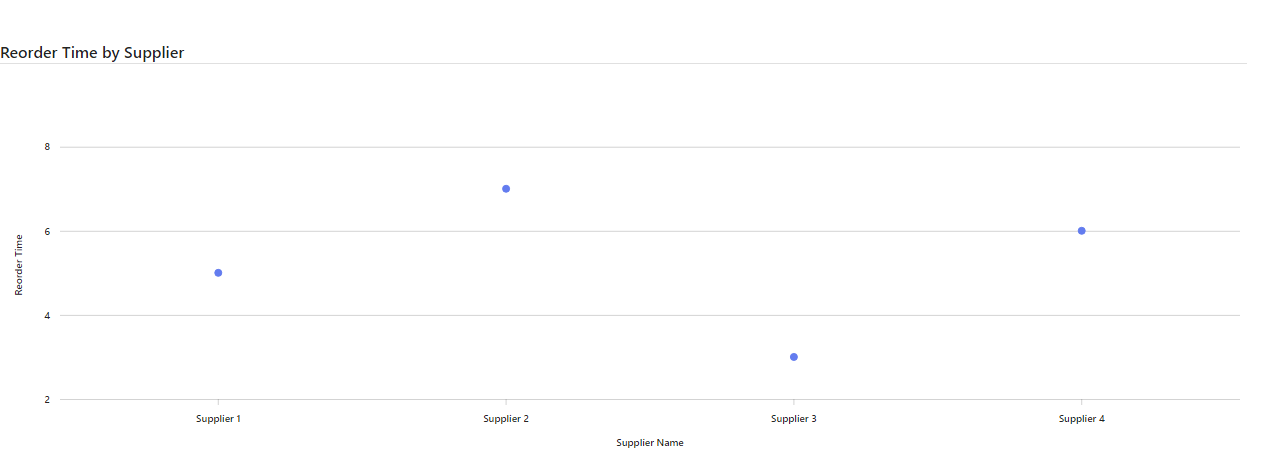 Reorder Time by Supplier
8
6
4
2
Reorder Time
Supplier 1
Supplier 2
Supplier 3
Supplier 4
Supplier Name